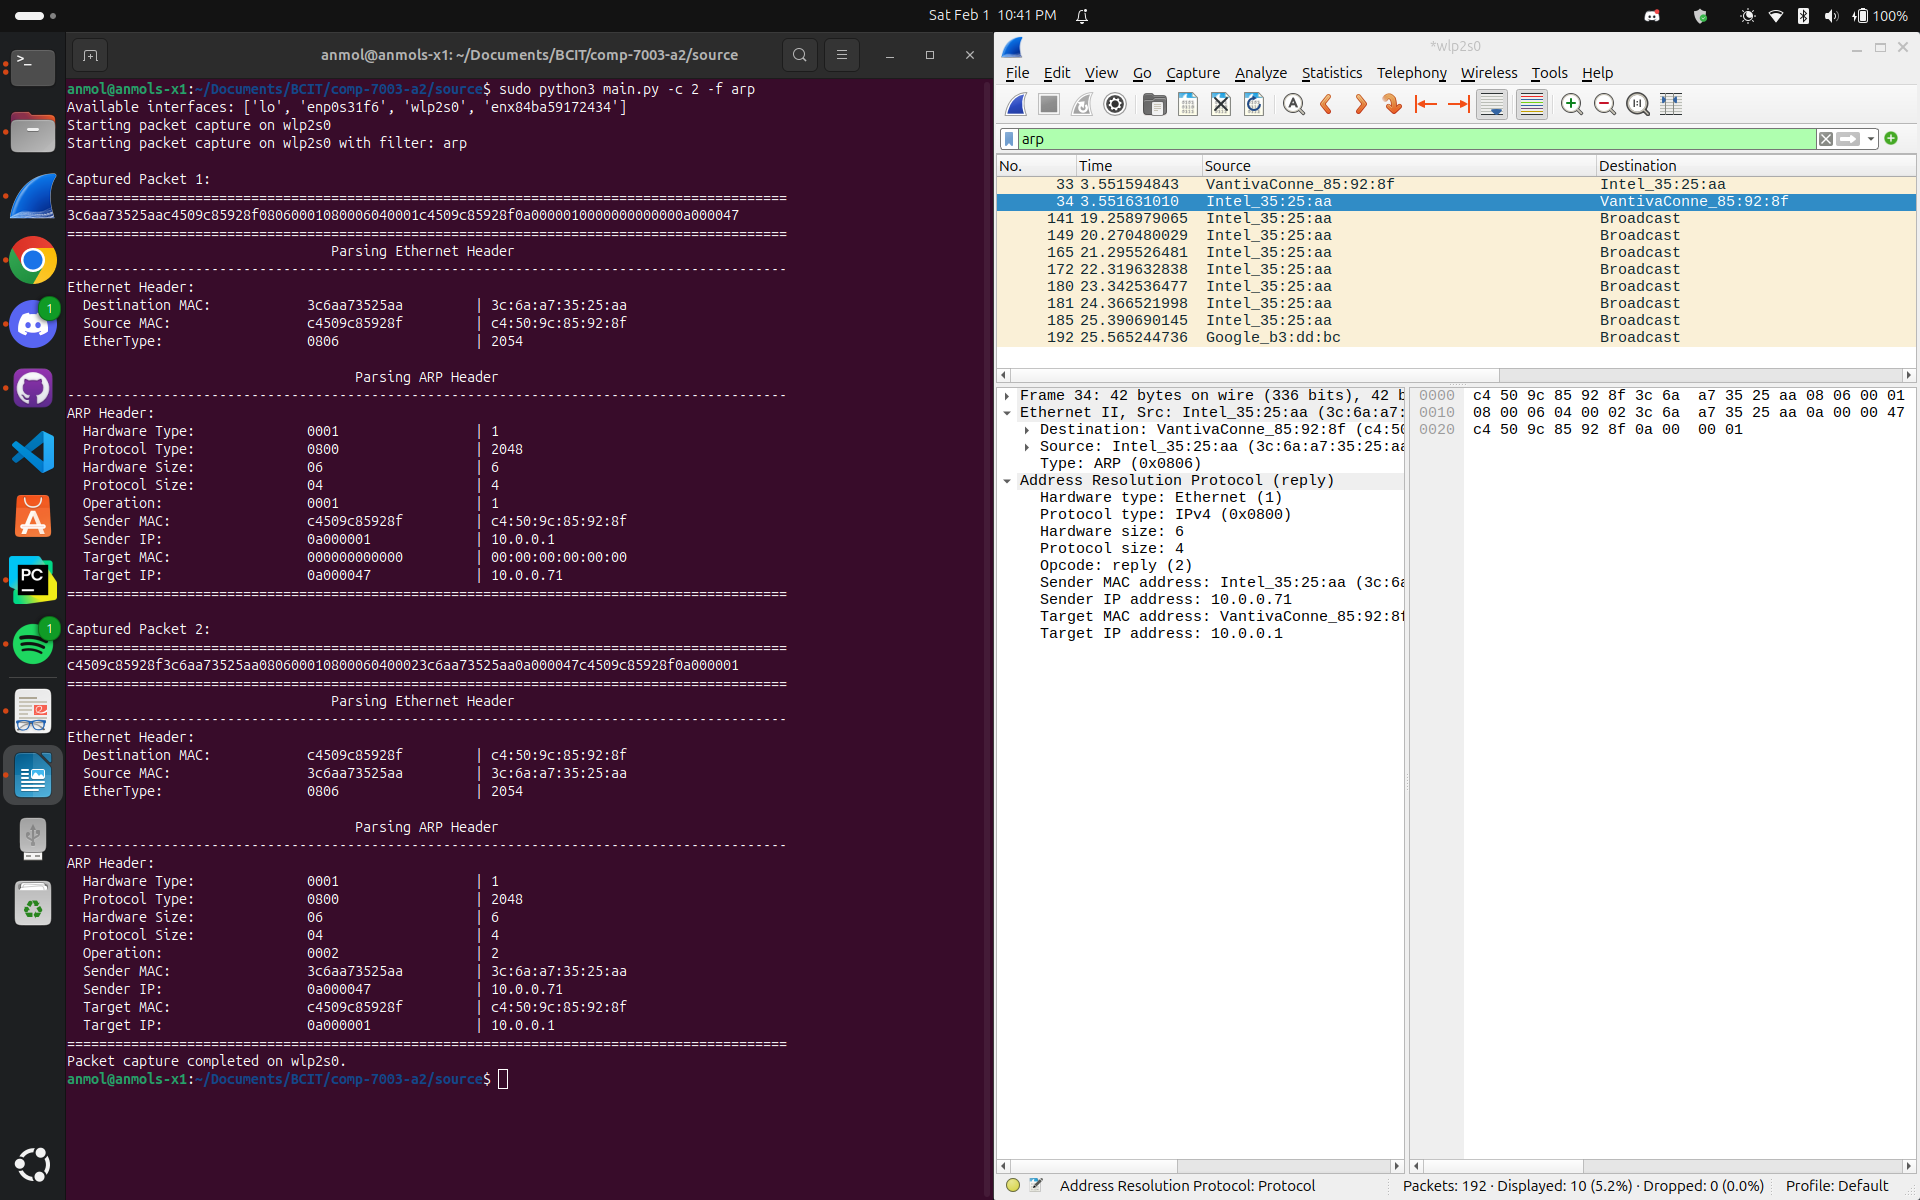 Sat Feb 1 10:41 PM
100%
anmol@anmols-x1: ~/Documents/BCIT/comp-7003-a2/source
anmol@anmols-x1:~/Documents/BCIT/comp-7003-a2/source$ sudo python3 main.py -c 2 -f arp
Available interfaces: ['lo', 'enp0s31f6', 'wlp2s0', 'enx84ba59172434']
Starting packet capture on wlp2s0
Starting packet capture on wlp2s0 with filter: arp
Captured Packet 1:
==========================================================================================
3c6aa73525aac4509c85928f08060001080006040001c4509c85928f0a0000010000000000000a000047
==========================================================================================
Parsing Ethernet Header
------------------------------------------------------------------------------------------
Ethernet Header:
Destination MAC: 3c6aa73525aa | 3c:6a:a7:35:25:aa
Source MAC: c4509c85928f | c4:50:9c:85:92:8f
EtherType: 0806 | 2054
Parsing ARP Header
------------------------------------------------------------------------------------------
ARP Header:
Hardware Type: 0001 | 1
Protocol Type: 0800 | 2048
Hardware Size: 06 | 6
Protocol Size: 04 | 4
Operation: 0001 | 1
Sender MAC: c4509c85928f | c4:50:9c:85:92:8f
Sender IP: 0a000001 | 10.0.0.1
Target MAC: 000000000000 | 00:00:00:00:00:00
Target IP: 0a000047 | 10.0.0.71
==========================================================================================
Captured Packet 2:
==========================================================================================
c4509c85928f3c6aa73525aa080600010800060400023c6aa73525aa0a000047c4509c85928f0a000001
==========================================================================================
Parsing Ethernet Header
------------------------------------------------------------------------------------------
Ethernet Header:
Destination MAC: c4509c85928f | c4:50:9c:85:92:8f
Source MAC: 3c6aa73525aa | 3c:6a:a7:35:25:aa
EtherType: 0806 | 2054
Parsing ARP Header
------------------------------------------------------------------------------------------
ARP Header:
Hardware Type: 0001 | 1
Protocol Type: 0800 | 2048
Hardware Size: 06 | 6
Protocol Size: 04 | 4
Operation: 0002 | 2
Sender MAC: 3c6aa73525aa | 3c:6a:a7:35:25:aa
Sender IP: 0a000047 | 10.0.0.71
Target MAC: c4509c85928f | c4:50:9c:85:92:8f
Target IP: 0a000001 | 10.0.0.1
==========================================================================================
Packet capture completed on wlp2s0.
anmol@anmols-x1:~/Documents/BCIT/comp-7003-a2/source$
1
PC
1
*wlp2s0
File Edit View Go Capture Analyze Statistics Telephony Wireless Tools Help
arp
No. Time Source Destination
33 3.551594843 VantivaConne_85:92:8f Intel_35:25:aa
34 3.551631010 Intel_35:25:aa VantivaConne_85:92:8f
141 19.258979065 Intel_35:25:aa Broadcast
149 20.270480029 Intel_35:25:aa Broadcast
165 21.295526481 Intel_35:25:aa Broadcast
172 22.319632838 Intel_35:25:aa Broadcast
180 23.342536477 Intel_35:25:aa Broadcast
181 24.366521998 Intel_35:25:aa Broadcast
185 25.390690145 Intel_35:25:aa Broadcast
192 25.565244736 Google_b3:dd:bc Broadcast
Frame 34: 42 bytes on wire (336 bits), 42 b
Ethernet II, Src: Intel_35:25:aa (3c:6a:a7:
Destination: VantivaConne_85:92:8f (c4:50
Source: Intel_35:25:aa (3c:6a:a7:35:25:aa
Type: ARP (0x0806)
Address Resolution Protocol (reply)
Hardware type: Ethernet (1)
Protocol type: IPv4 (0x0800)
Hardware size: 6
Protocol size: 4
Opcode: reply (2)
Sender MAC address: Intel_35:25:aa (3c:6a
Sender IP address: 10.0.0.71
Target MAC address: VantivaConne_85:92:8f
Target IP address: 10.0.0.1
0000 c4 50 9c 85 92 8f 3c 6a a7 35 25 aa 08 06 00 01
0010 08 00 06 04 00 02 3c 6a a7 35 25 aa 0a 00 00 47
0020 c4 50 9c 85 92 8f 0a 00 00 01
Address Resolution Protocol: Protocol
Packets: 192 · Displayed: 10 (5.2%) · Dropped: 0 (0.0%)
Profile: Default